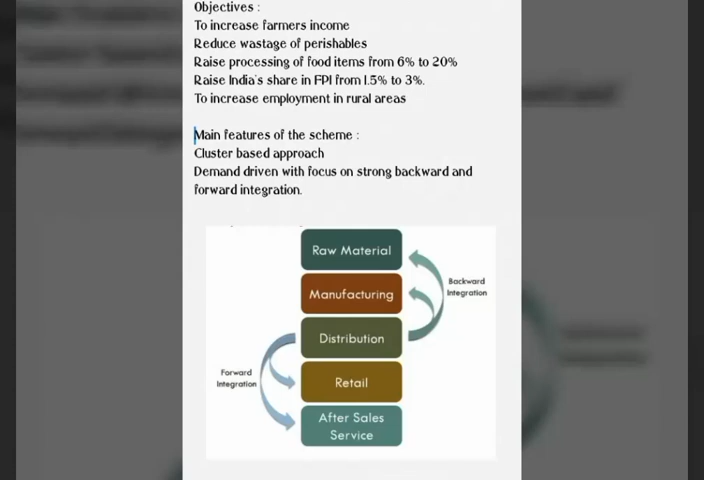 Objectives :
To increase farmers income
Reduce wastage of perishables
Raise processing of food items from 6% to 20%
Raise India's share in FPI from 1.5% to 3%.
To increase employment in rural areas
Main features of the scheme :
Cluster based approach
Demand driven with focus on strong backward and
forward integration.
Raw Material
Backward
Integration
Manufacturing
Distribution
Forward
Integration
Retail
After Sales
Service